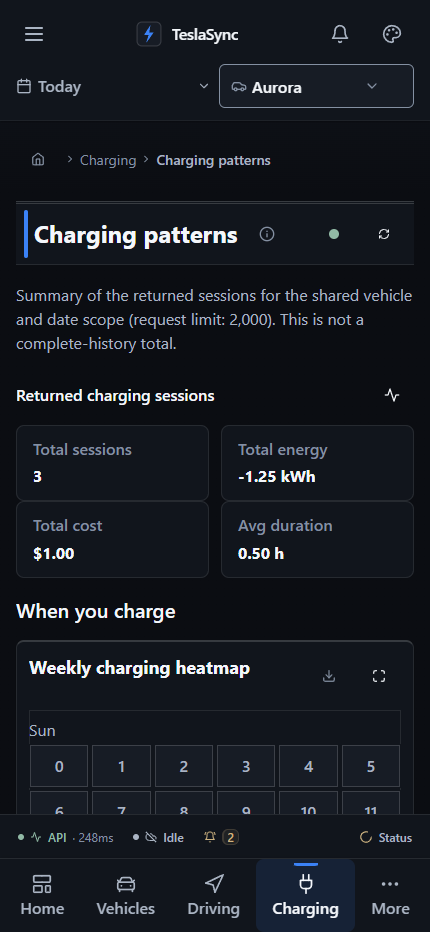 TeslaSync
Today
Aurora
Charging
Charging patterns
Charging patterns
Summary of the returned sessions for the shared vehicle
and date scope (request limit: 2,000). This is not a
complete-history total.
Returned charging sessions
Total sessions
3
Total energy
-1.25 kWh
Total cost
$1.00
Avg duration
0.50 h
When you charge
Weekly charging heatmap
Sun
0 1 2 3 4 5
6 7 8 9 10 11
API · 248ms Idle 2 Status
Home Vehicles Driving Charging More